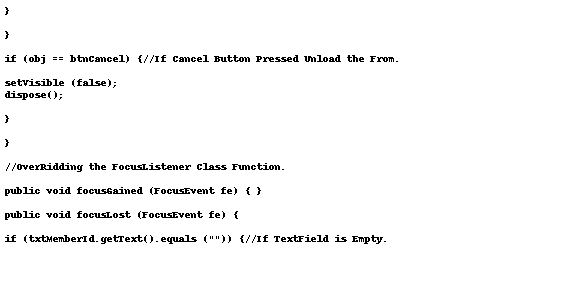 }
}
if (obj == btnCancel) {//If Cancel Button Pressed Unload the From.
setVisible (false);
dispose();
}
}
//OverRidding the FocusListener Class Function.
public void focusGained (FocusEvent fe) { }
public void focusLost (FocusEvent fe) {
if (txtMemberId.getText().equals ("")) {//If TextField is Empty.